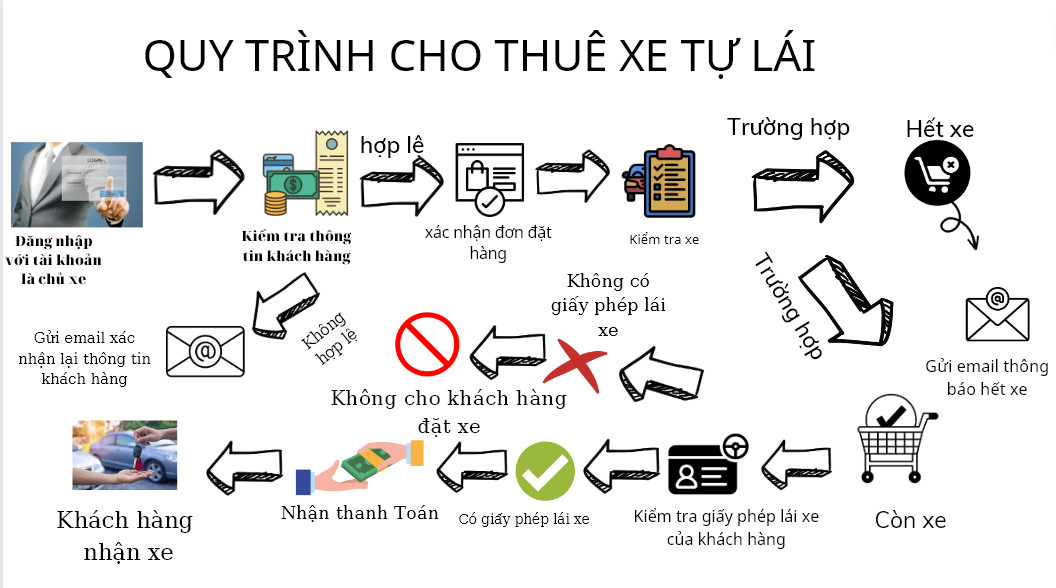 QUY TRÌNH CHO THUÊ XE TỰ LÁI
LOGIN
Đăng nhập
với tài khoản
là chủ xe
Kiểm tra thông
tin khách hàng
hợp lệ
xác nhận đơn đặt
hàng
Kiểm tra xe
Trường hợp
Hết xe
Trường hợp
Gửi email thông
báo hết xe
Không
hợp lệ
Gửi email xác
nhận lại thông tin
khách hàng
Không có
giấy phép lái
xe
Không cho khách hàng
đặt xe
Còn xe
Kiểm tra giấy phép lái xe
của khách hàng
Có giấy phép lái xe
Nhận thanh Toán
Khách hàng
nhận xe